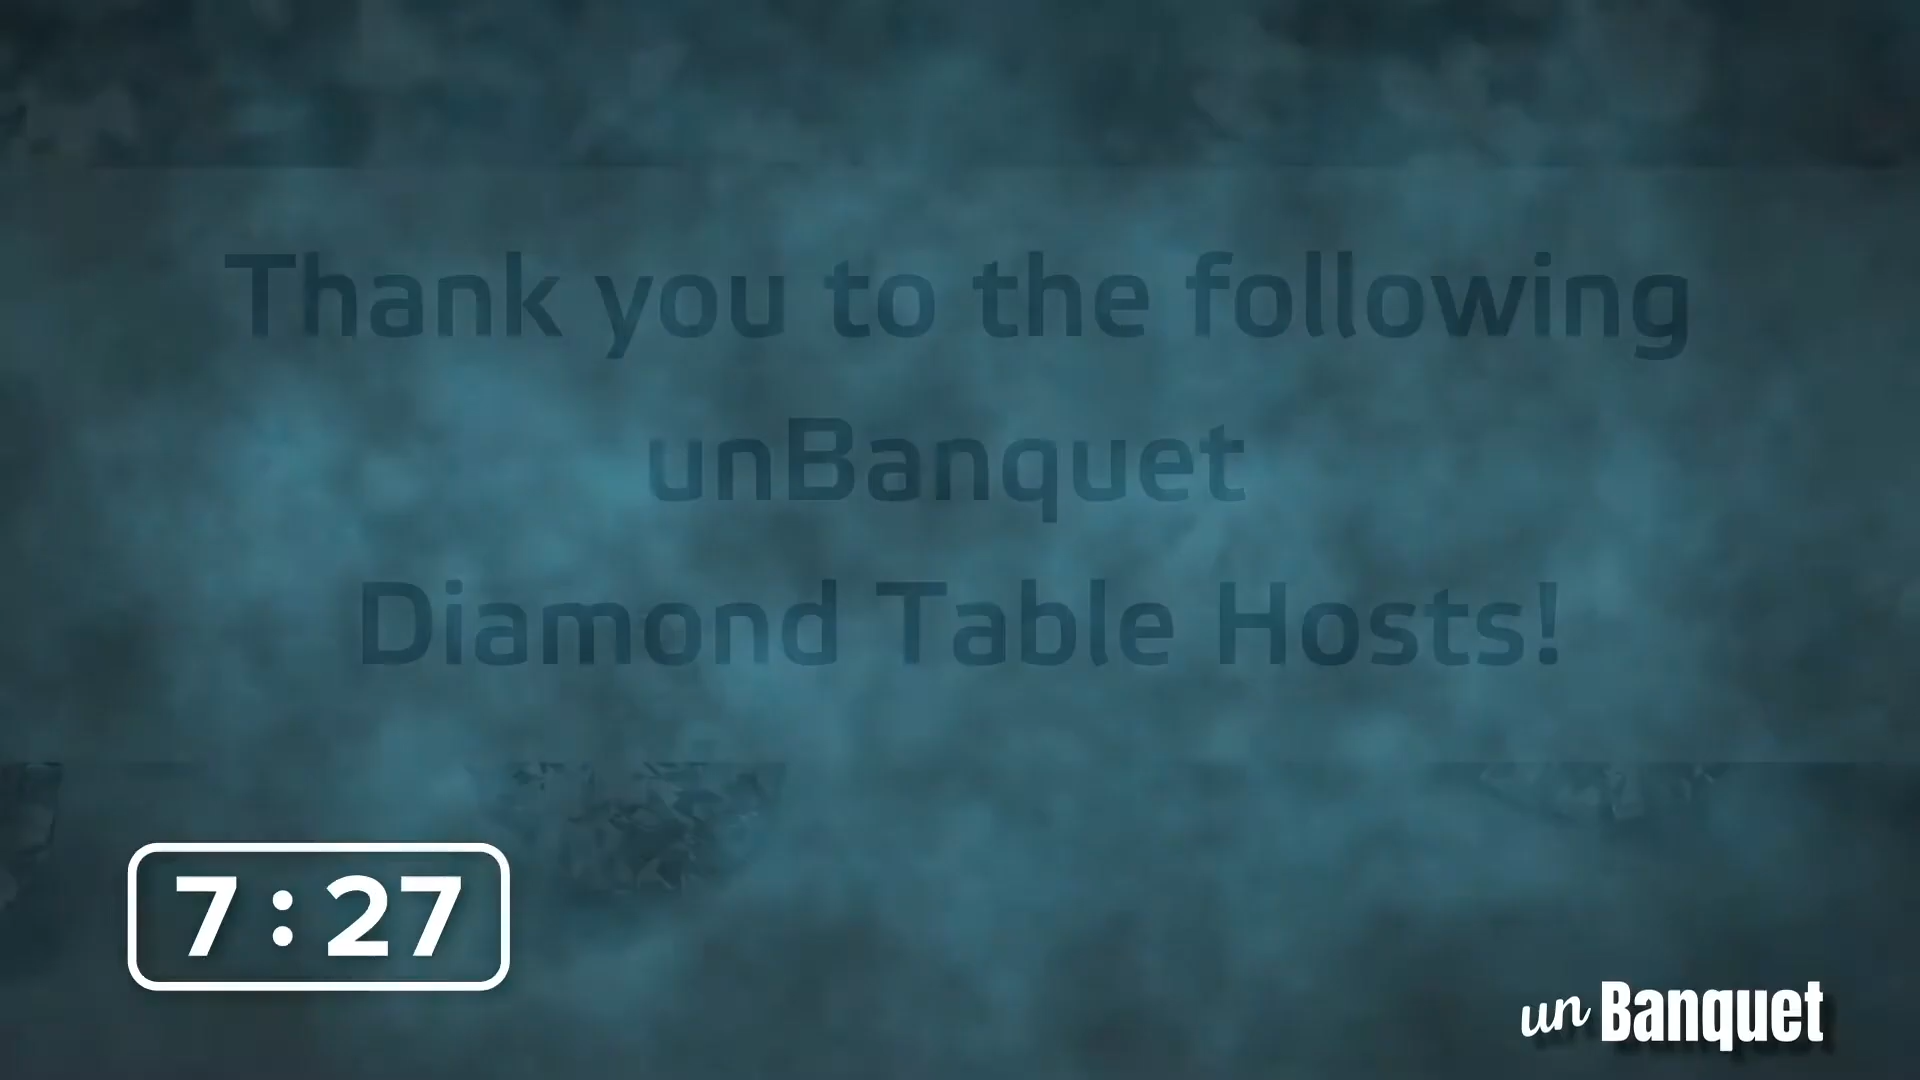 Thank you to the following
unBanquet
Diamond Table Hosts!
7:27
un Banquet